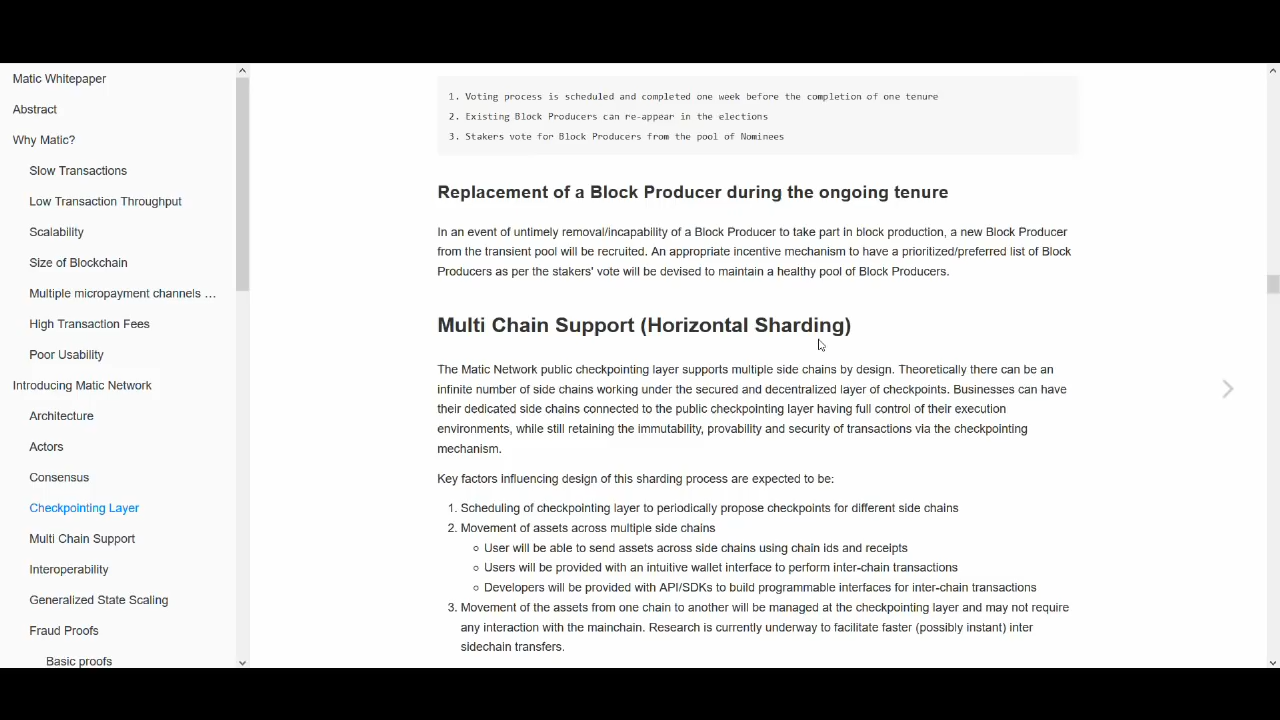 Matic Whitepaper
Abstract
Why Matic?
Slow Transactions
Low Transaction Throughput
Scalability
Size of Blockchain
Multiple micropayment channels …
High Transaction Fees
Poor Usability
Introducing Matic Network
Architecture
Actors
Consensus
Checkpointing Layer
Multi Chain Support
Interoperability
Generalized State Scaling
Fraud Proofs
Basic proofs
1. Voting process is scheduled and completed one week before the completion of one tenure
2. Existing Block Producers can re-appear in the elections
3. Stakers vote for Block Producers from the pool of Nominees
Replacement of a Block Producer during the ongoing tenure
In an event of untimely removal/incapability of a Block Producer to take part in block production, a new Block Producer
from the transient pool will be recruited. An appropriate incentive mechanism to have a prioritized/preferred list of Block
Producers as per the stakers' vote will be devised to maintain a healthy pool of Block Producers.
Multi Chain Support (Horizontal Sharding)
The Matic Network public checkpointing layer supports multiple side chains by design. Theoretically there can be an
infinite number of side chains working under the secured and decentralized layer of checkpoints. Businesses can have
their dedicated side chains connected to the public checkpointing layer having full control of their execution
environments, while still retaining the immutability, provability and security of transactions via the checkpointing
mechanism.
Key factors influencing design of this sharding process are expected to be:
1. Scheduling of checkpointing layer to periodically propose checkpoints for different side chains
2. Movement of assets across multiple side chains
○ User will be able to send assets across side chains using chain ids and receipts
○ Users will be provided with an intuitive wallet interface to perform inter-chain transactions
○ Developers will be provided with API/SDKs to build programmable interfaces for inter-chain transactions
3. Movement of the assets from one chain to another will be managed at the checkpointing layer and may not require
any interaction with the mainchain. Research is currently underway to facilitate faster (possibly instant) inter
sidechain transfers.